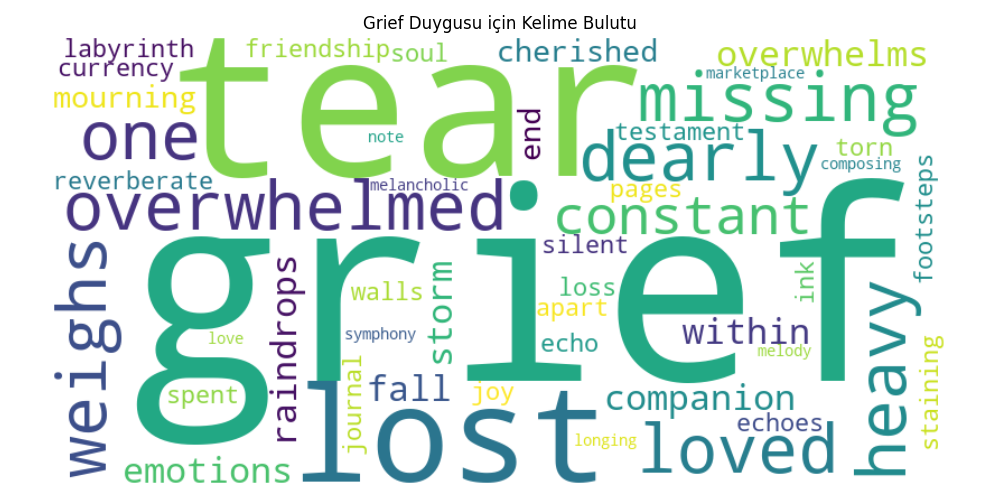 Grief Duygusu için Kelime Bulutu
labyrinth
friendship
soul
cherished
overwhelms
currency
tear
marketplace
mourning
missing
one
note
end
testament
dearly
torn
composing
reverberate
melancholic
pages
footsteps
overwhelmed
constant
grief
silent
weighs
raindrops
walls
storm
loss
ink
apart
within
heavy
love
symphony
echo
melody
staining
spent
journal
fall
joy
companion
echoes
lost
longing
loved
emotions